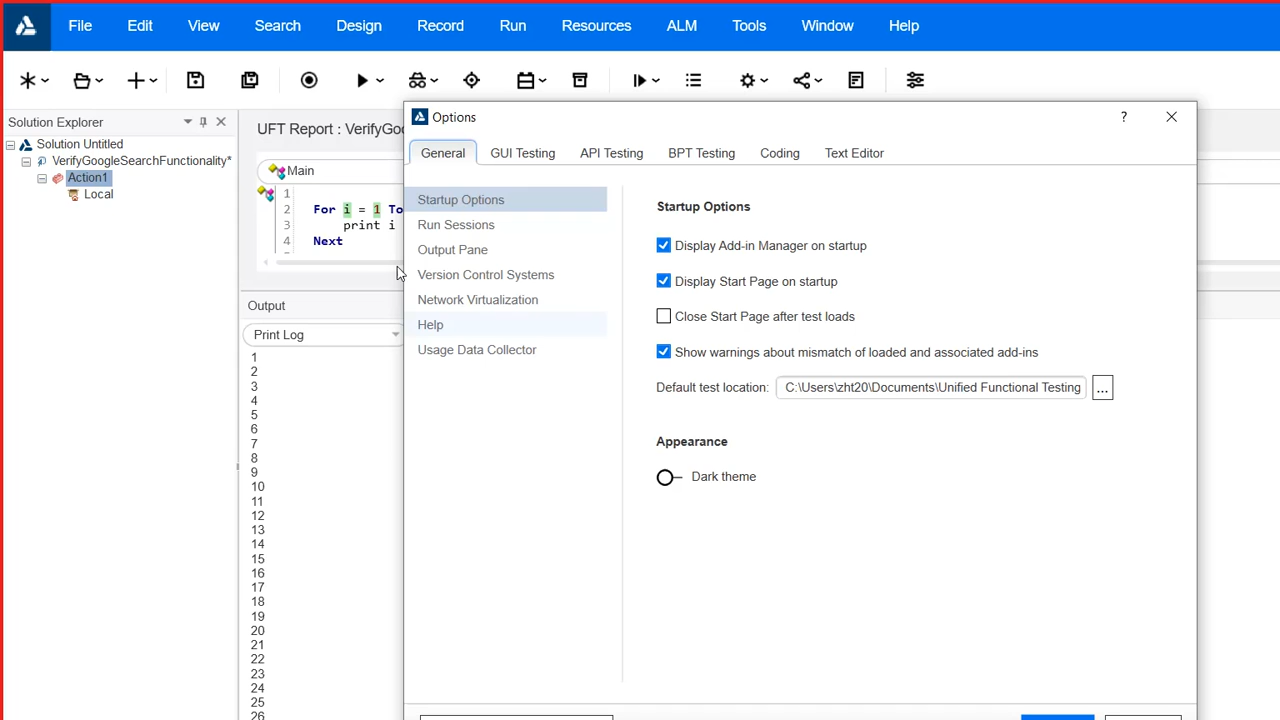 File Edit View Search Design Record Run Resources ALM Tools Window Help
Solution Explorer
Solution Untitled
VerifyGoogleSearchFunctionality*
Action1
Local
UFT Report : VerifyGoo
Main
1
2 For i = 1 To
3 print i
4 Next
Output
Print Log
1
2
3
4
5
6
7
8
9
10
11
12
13
14
15
16
17
18
19
20
21
22
23
24
25
26
Options
?
General GUI Testing API Testing BPT Testing Coding Text Editor
Startup Options
Run Sessions
Output Pane
Version Control Systems
Network Virtualization
Help
Usage Data Collector
Startup Options
Display Add-in Manager on startup
Display Start Page on startup
Close Start Page after test loads
Show warnings about mismatch of loaded and associated add-ins
Default test location: C:\Users\zht20\Documents\Unified Functional Testing ...
Appearance
Dark theme